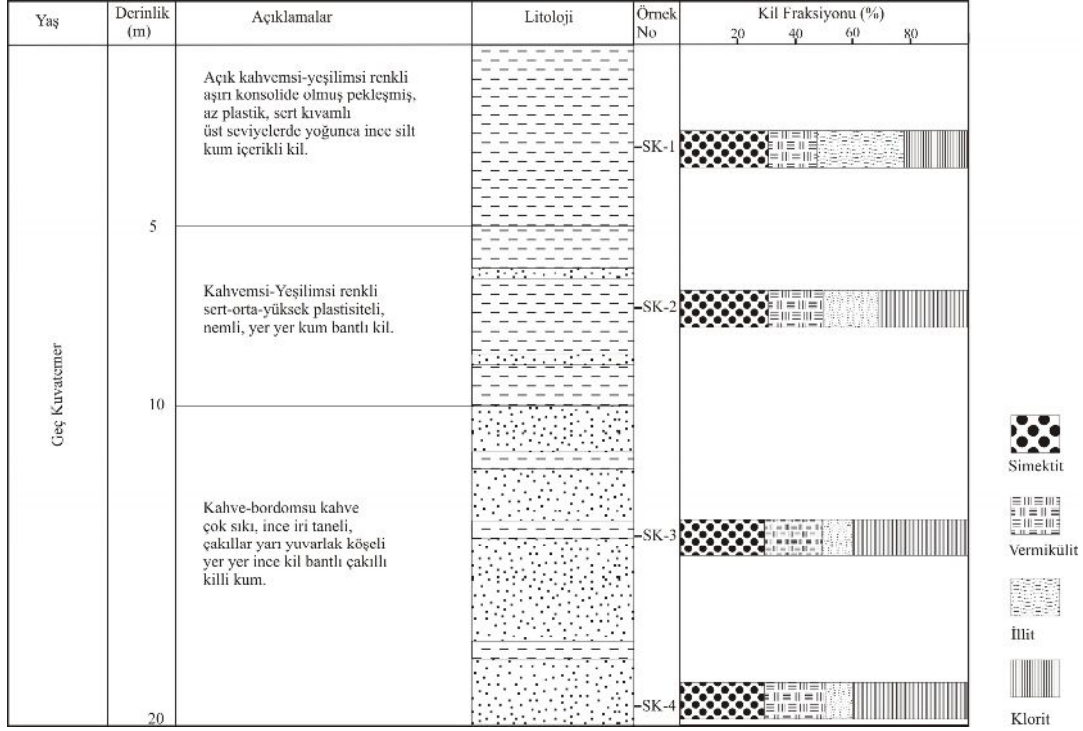 Yaş
Derinlik
(m)
Açıklamalar
Litoloji
Örnek
No
Kil Fraksiyonu (%)
20 40 60 80
Açık kahvemsi-yeşilimsi renkli
aşırı konsolide olmuş pekleşmiş,
az plastik, sert kıvamlı
üst seviyelerde yoğunca ince silt
kum içerikli kil.
SK-1
5
Kahvemsi-Yeşilimsi renkli
sert-orta-yüksek plastisiteli,
nemli, yer yer kum bantlı kil.
SK-2
Geç Kuvaterner
10
Kahve-bordomsu kahve
çok sıkı, ince iri taneli,
çakıllar yarı yuvarlak köşeli
yer yer ince kil bantlı çakıllı
killi kum.
SK-3
SK-4
20
Simektit
Vermikülit
İllit
Klorit